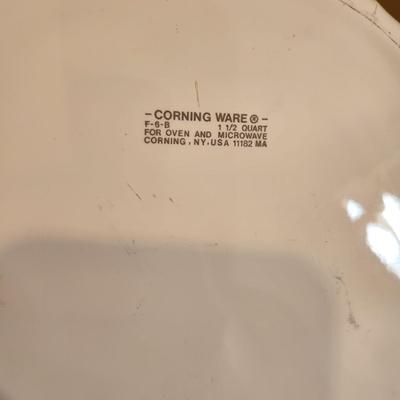 - CORNING WARE ® -
F-6-B 1 1/2 QUART
FOR OVEN AND MICROWAVE
CORNING, NY, USA 11182 MA